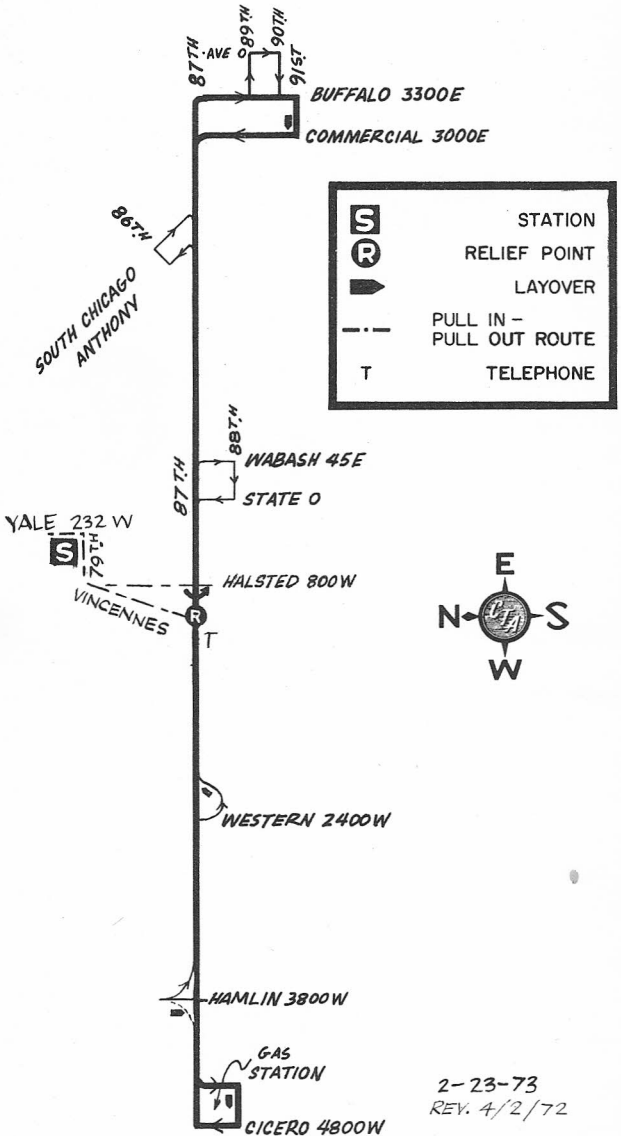 87TH
AVE O
89TH
90TH
91ST
BUFFALO 3300E
COMMERCIAL 3000E
86TH
SOUTH CHICAGO
ANTHONY
S STATION
R RELIEF POINT
LAYOVER
PULL IN –
PULL OUT ROUTE
T TELEPHONE
88TH
WABASH 45E
87TH
STATE 0
YALE 232 W
S
79TH
HALSTED 800W
VINCENNES
R
T
E
N CTA S
W
WESTERN 2400W
HAMLIN 3800W
GAS
STATION
CICERO 4800W
2-23-73
REV. 4/2/72